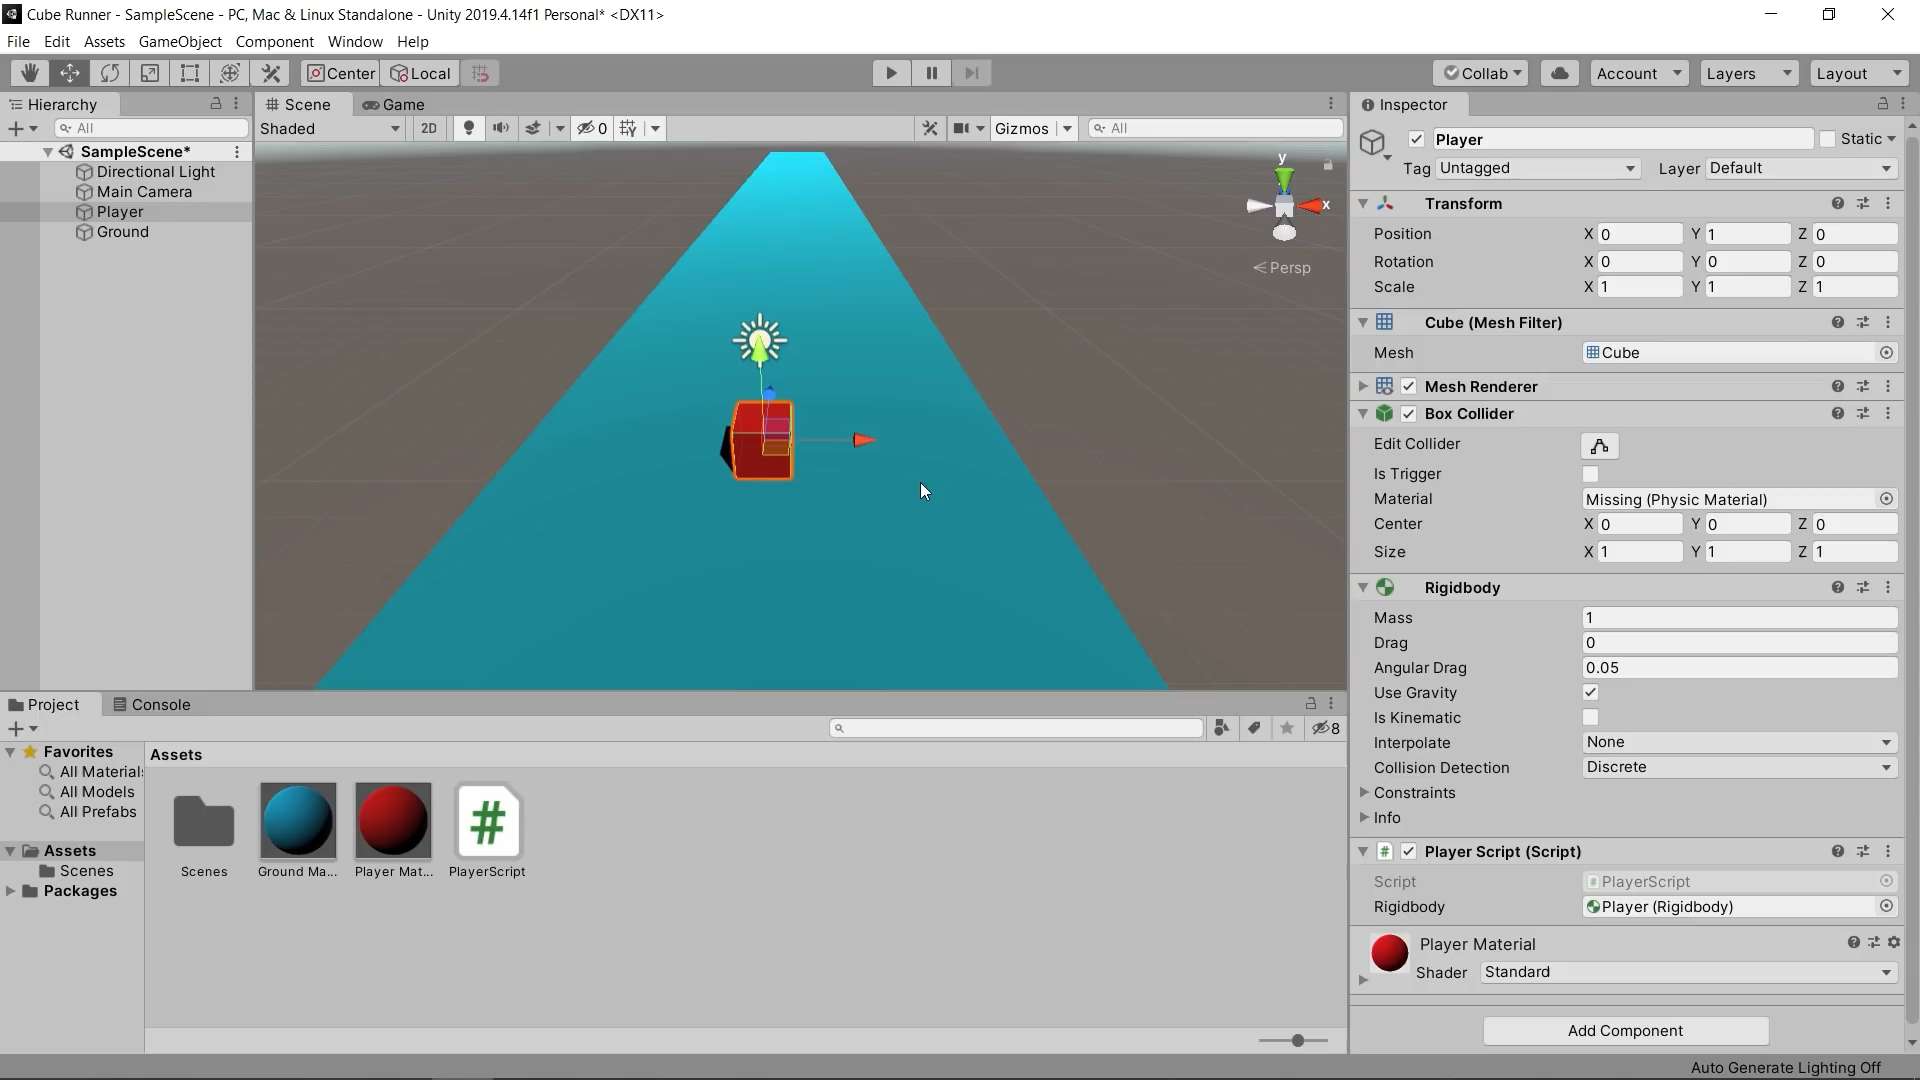 Cube Runner - SampleScene - PC, Mac & Linux Standalone - Unity 2019.4.14f1 Personal* <DX11>
File Edit Assets GameObject Component Window Help
Center Local Collab Account Layers Layout
Hierarchy
All
SampleScene*
Directional Light
Main Camera
Player
Ground
Scene Game
Shaded 2D 0 Gizmos All
y
x
Persp
Inspector
Player Static
Tag Untagged Layer Default
Transform
Position X 0 Y 1 Z 0
Rotation X 0 Y 0 Z 0
Scale X 1 Y 1 Z 1
Cube (Mesh Filter)
Mesh Cube
Mesh Renderer
Box Collider
Edit Collider
Is Trigger
Material Missing (Physic Material)
Center X 0 Y 0 Z 0
Size X 1 Y 1 Z 1
Rigidbody
Mass 1
Drag 0
Angular Drag 0.05
Use Gravity
Is Kinematic
Interpolate None
Collision Detection Discrete
Constraints
Info
Player Script (Script)
Script PlayerScript
Rigidbody Player (Rigidbody)
Player Material
Shader Standard
Add Component
Project Console
8
Favorites
All Materials
All Models
All Prefabs
Assets
Scenes
Packages
Assets
Scenes Ground Ma... Player Mat... PlayerScript
Auto Generate Lighting Off